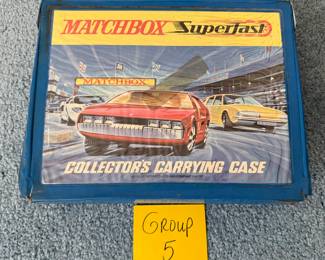 MATCHBOX Superfast
MATCHBOX
COLLECTOR'S CARRYING CASE
GROUP
5